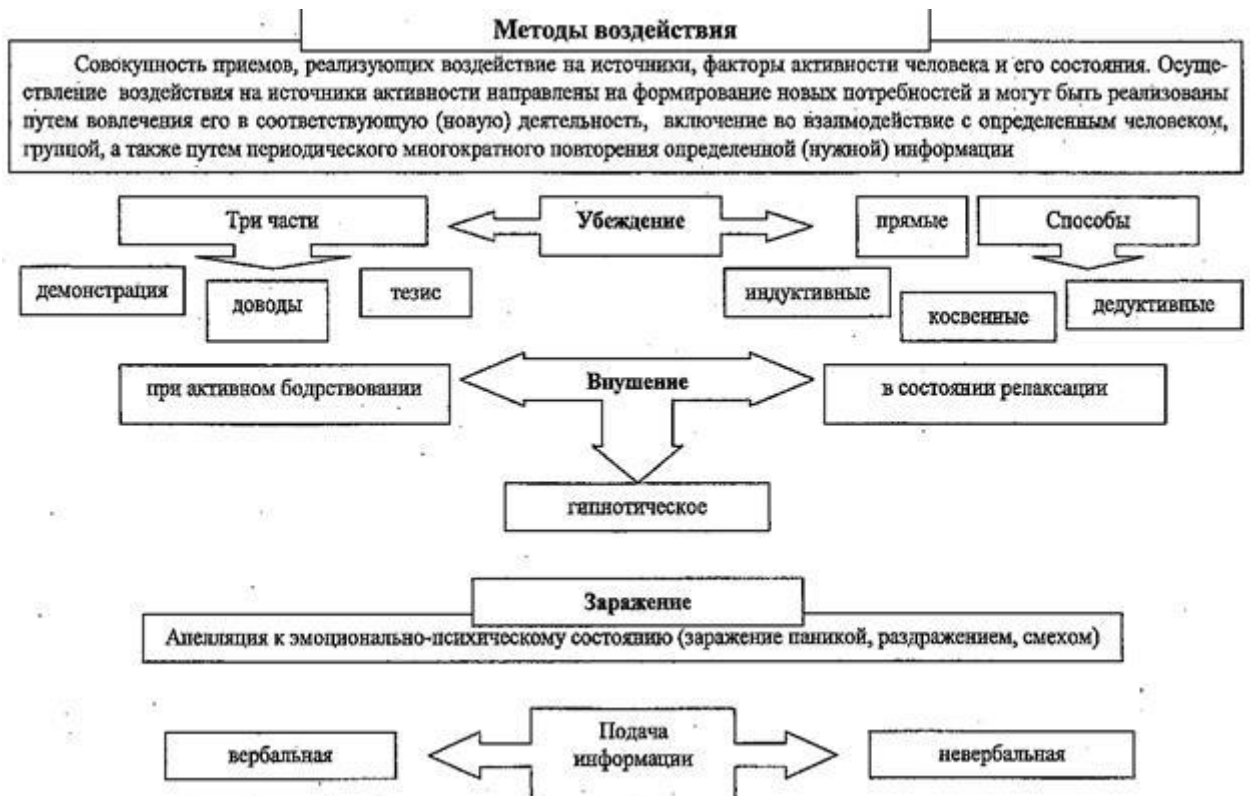 Методы воздействия
Совокупность приемов, реализующих воздействие на источники, факторы активности человека и его состояния. Осуще-
ствление воздействия на источники активности направлены на формирование новых потребностей и могут быть реализованы
путем вовлечения его в соответствующую (новую) деятельность, включение во взаимодействие с определенным человеком,
группой, а также путем периодического многократного повторения определенной (нужной) информации
Три части
Убеждение
прямые
Способы
демонстрация
доводы
тезис
индуктивные
косвенные
дедуктивные
при активном бодрствовании
Внушение
в состоянии релаксации
гипнотическое
Заражение
Апелляция к эмоционально-психическому состоянию (заражение паникой, раздражением, смехом)
вербальная
Подача
информации
невербальная